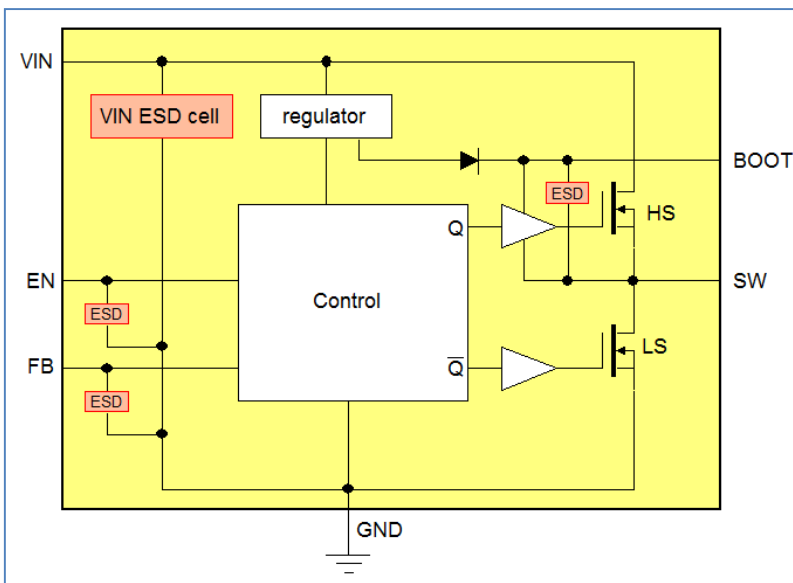 VIN
VIN ESD cell
regulator
BOOT
ESD
Q
HS
EN
SW
ESD
Control
LS
FB
Q̅
ESD
GND